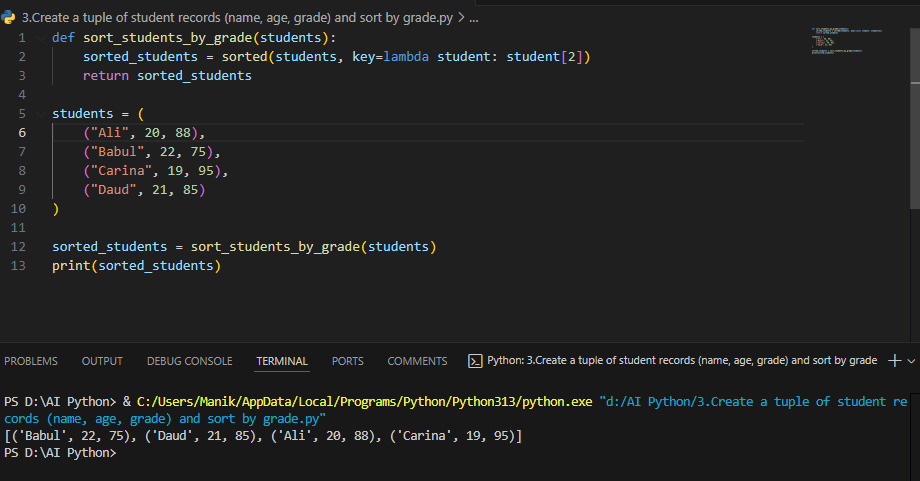 3.Create a tuple of student records (name, age, grade) and sort by grade.py > ...
1 def sort_students_by_grade(students):
2     sorted_students = sorted(students, key=lambda student: student[2])
3     return sorted_students
4
5 students = (
6     ("Ali", 20, 88),
7     ("Babul", 22, 75),
8     ("Carina", 19, 95),
9     ("Daud", 21, 85)
10 )
11
12 sorted_students = sort_students_by_grade(students)
13 print(sorted_students)
PROBLEMS OUTPUT DEBUG CONSOLE TERMINAL PORTS COMMENTS Python: 3.Create a tuple of student records (name, age, grade) and sort by grade
PS D:\AI Python> & C:/Users/Manik/AppData/Local/Programs/Python/Python313/python.exe "d:/AI Python/3.Create a tuple of student re
cords (name, age, grade) and sort by grade.py"
[('Babul', 22, 75), ('Daud', 21, 85), ('Ali', 20, 88), ('Carina', 19, 95)]
PS D:\AI Python>